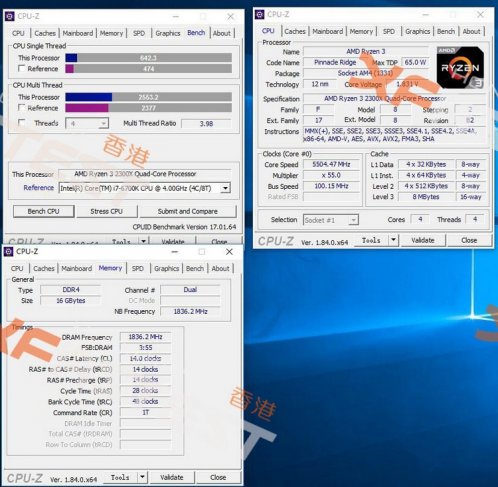 CPU-Z
CPU Caches Mainboard Memory SPD Graphics Bench About
CPU Single Thread
This Processor 642.3
Reference 474
CPU Multi Thread
This Processor 2553.2
Reference 2377
Threads 4 Multi Thread Ratio 3.98
This Processor AMD Ryzen 3 2300X Quad-Core Processor
Reference Intel(R) Core(TM) i7-6700K CPU @ 4.00GHz (4C/8T)
Bench CPU Stress CPU Submit and Compare
CPUID Benchmark Version 17.01.64
CPU-Z Ver. 1.84.0.x64 Tools Validate Close
CPU-Z
CPU Caches Mainboard Memory SPD Graphics Bench About
Processor
Name AMD Ryzen 3
Code Name Pinnacle Ridge Max TDP 65.0 W
Package Socket AM4 (1331)
Technology 12 nm Core Voltage 1.831 V
Specification AMD Ryzen 3 2300X Quad-Core Processor
Family F Model 8 Stepping 2
Ext. Family 17 Ext. Model 8 Revision B2
Instructions MMX(+), SSE, SSE2, SSE3, SSSE3, SSE4.1, SSE4.2, SSE4A,
x86-64, AMD-V, AES, AVX, AVX2, FMA3, SHA
AMD
RYZEN
3
Clocks (Core #0)
Core Speed 5504.47 MHz
Multiplier x 55.0
Bus Speed 100.15 MHz
Rated FSB
Cache
L1 Data 4 x 32 KBytes 8-way
L1 Inst. 4 x 64 KBytes 4-way
Level 2 4 x 512 KBytes 8-way
Level 3 8 MBytes 16-way
Selection Socket #1 Cores 4 Threads 4
CPU-Z Ver. 1.84.0.x64 Tools Validate Close
CPU-Z
CPU Caches Mainboard Memory SPD Graphics Bench About
General
Type DDR4 Channel # Dual
Size 16 GBytes DC Mode
NB Frequency 1836.2 MHz
Timings
DRAM Frequency 1836.2 MHz
FSB:DRAM 3:55
CAS# Latency (CL) 14.0 clocks
RAS# to CAS# Delay (tRCD) 14 clocks
RAS# Precharge (tRP) 14 clocks
Cycle Time (tRAS) 28 clocks
Bank Cycle Time (tRC) 48 clocks
Command Rate (CR) 1T
DRAM Idle Timer
Total CAS# (tRDRAM)
Row To Column (tRCD)
CPU-Z Ver. 1.84.0.x64 Tools Validate Close
香港
香港